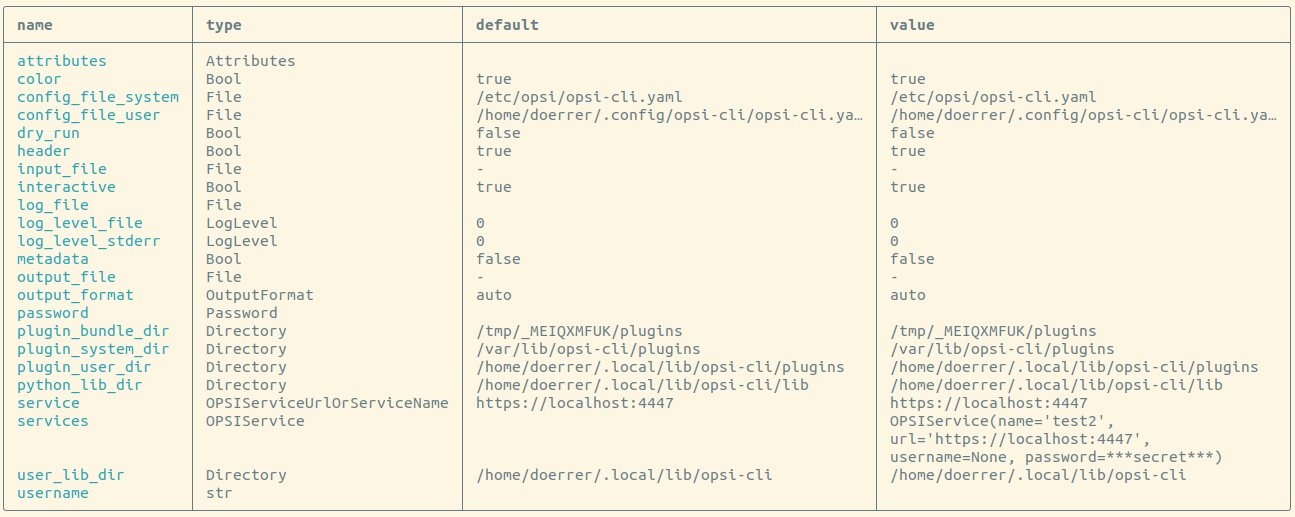 name type default value
attributes Attributes
color Bool true true
config_file_system File /etc/opsi/opsi-cli.yaml /etc/opsi/opsi-cli.yaml
config_file_user File /home/doerrer/.config/opsi-cli/opsi-cli.ya… /home/doerrer/.config/opsi-cli/opsi-cli.ya…
dry_run Bool false false
header Bool true true
input_file File - -
interactive Bool true true
log_file File
log_level_file LogLevel 0 0
log_level_stderr LogLevel 0 0
metadata Bool false false
output_file File - -
output_format OutputFormat auto auto
password Password
plugin_bundle_dir Directory /tmp/_MEIQXMFUK/plugins /tmp/_MEIQXMFUK/plugins
plugin_system_dir Directory /var/lib/opsi-cli/plugins /var/lib/opsi-cli/plugins
plugin_user_dir Directory /home/doerrer/.local/lib/opsi-cli/plugins /home/doerrer/.local/lib/opsi-cli/plugins
python_lib_dir Directory /home/doerrer/.local/lib/opsi-cli/lib /home/doerrer/.local/lib/opsi-cli/lib
service OPSIServiceUrlOrServiceName https://localhost:4447 https://localhost:4447
services OPSIService OPSIService(name='test2',
url='https://localhost:4447',
username=None, password=***secret***)
user_lib_dir Directory /home/doerrer/.local/lib/opsi-cli /home/doerrer/.local/lib/opsi-cli
username str